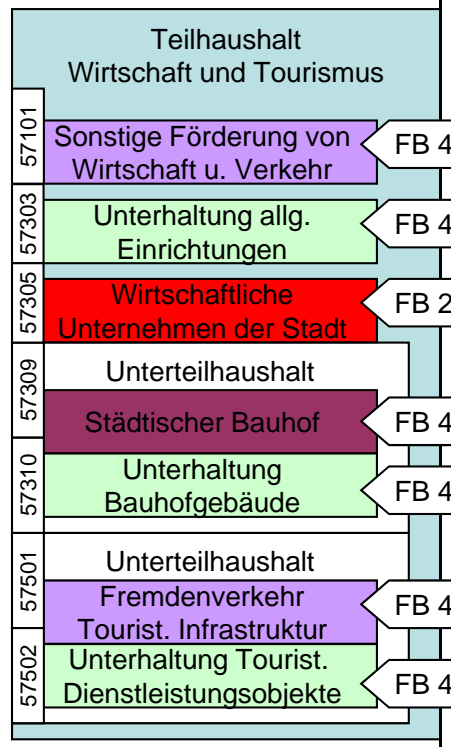 Teilhaushalt
Wirtschaft und Tourismus
57101
Sonstige Förderung von
Wirtschaft u. Verkehr
FB 4
57303
Unterhaltung allg.
Einrichtungen
FB 4
57305
Wirtschaftliche
Unternehmen der Stadt
FB 2
57309
Unterteilhaushalt
Städtischer Bauhof
FB 4
57310
Unterhaltung
Bauhofgebäude
FB 4
57501
Unterteilhaushalt
Fremdenverkehr
Tourist. Infrastruktur
FB 4
57502
Unterhaltung Tourist.
Dienstleistungsobjekte
FB 4